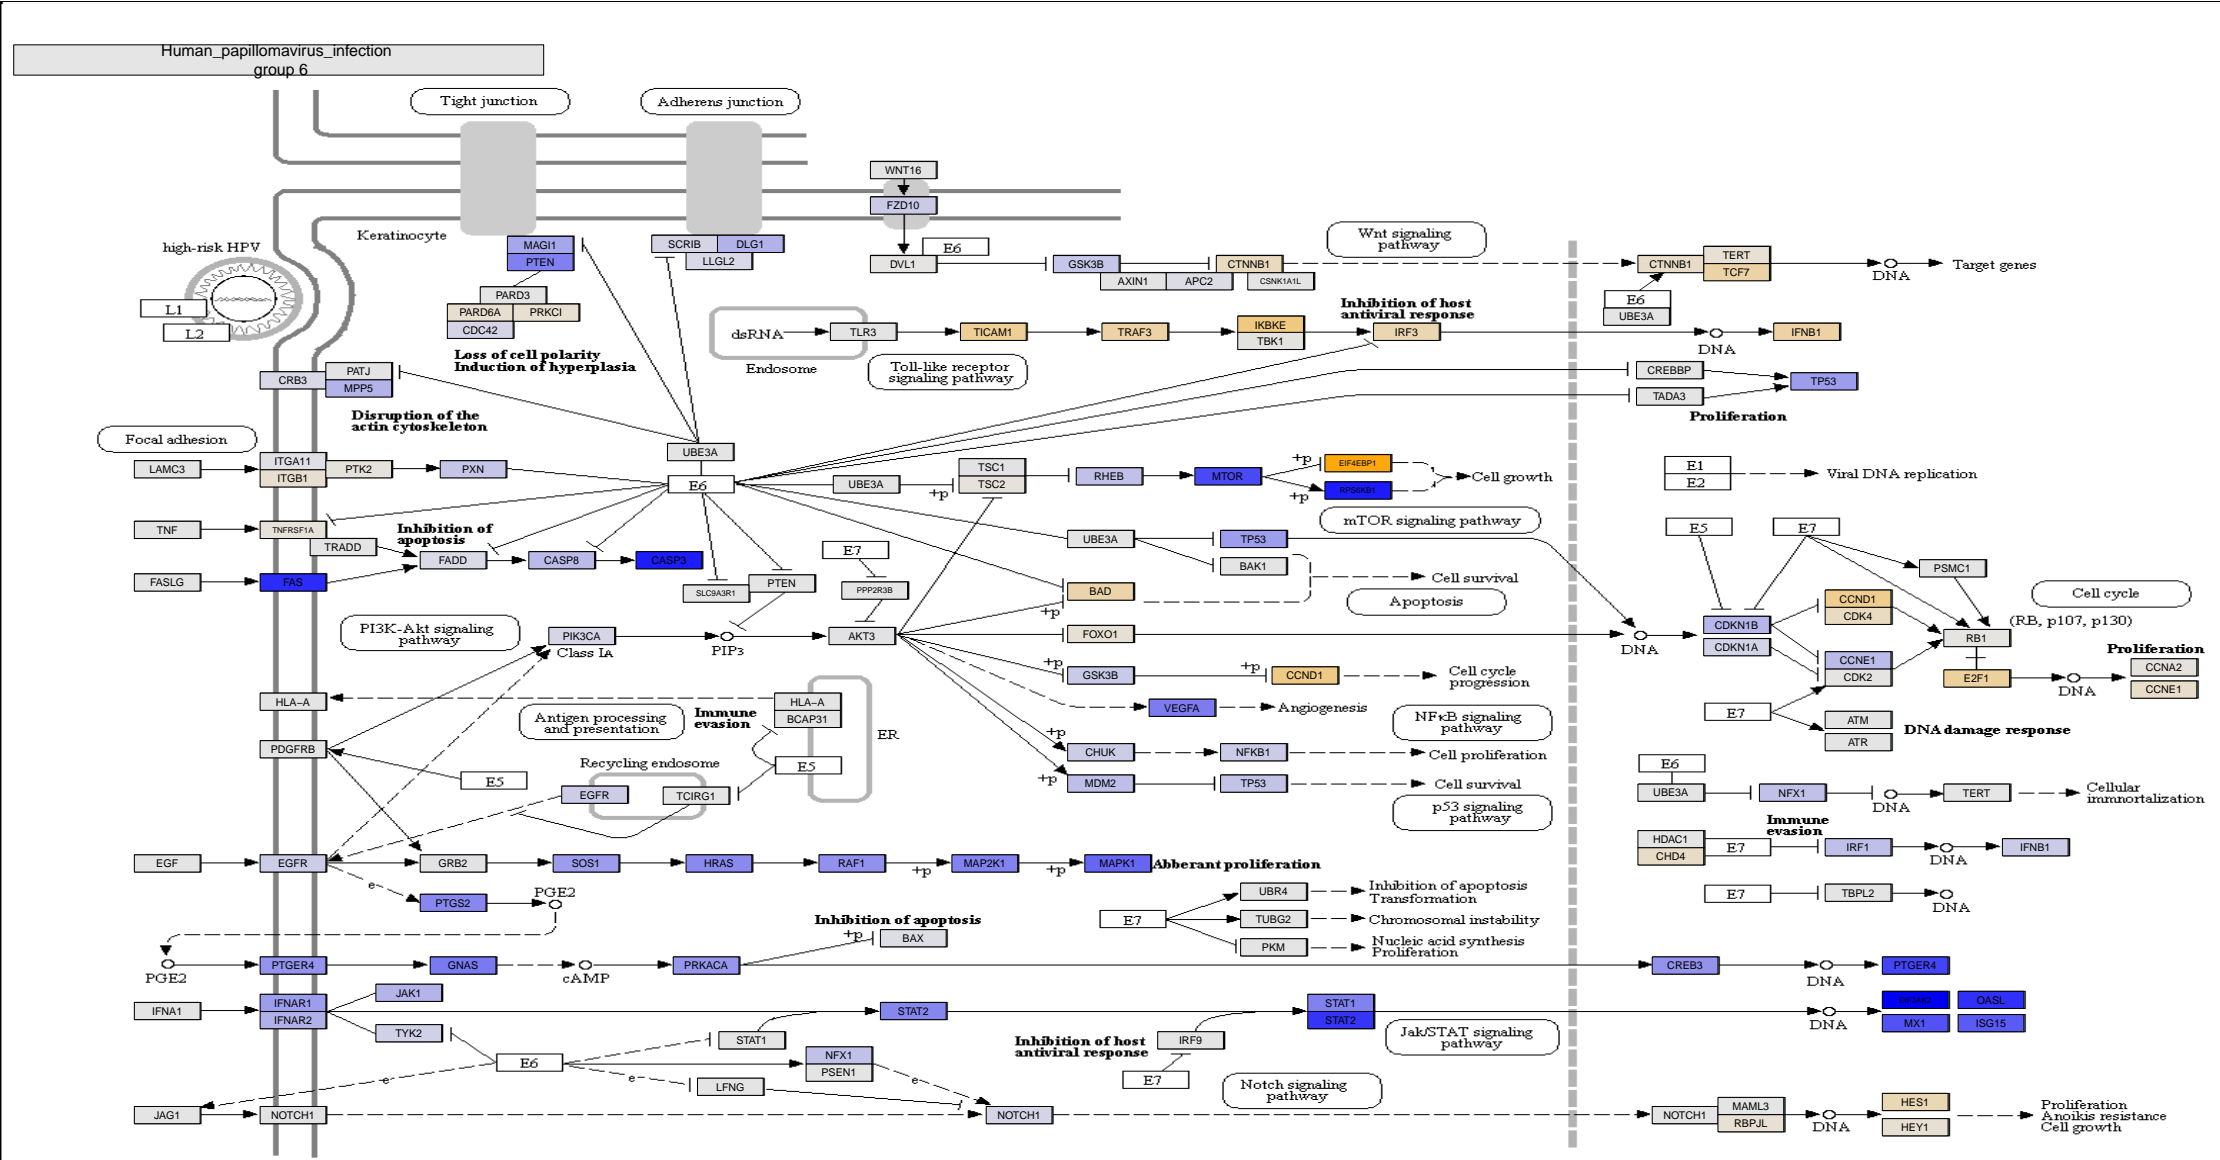 Human_papillomavirus_infection
group 6
Tight junction
Adherens junction
WNT16
FZD10
high-risk HPV
Keratinocyte
MAGI1
PTEN
SCRIB
DLG1
LLGL2
E6
DVL1
Wnt signaling
pathway
GSK3B
AXIN1
APC2
CTNNB1
CSNK1A1L
CTNNB1
TERT
TCF7
DNA
Target genes
E6
UBE3A
L1
L2
PARD3
PARD6A
PRKCI
CDC42
Loss of cell polarity
Induction of hyperplasia
dsRNA
TLR3
Endosome
TICAM1
TRAF3
IKBKE
TBK1
Inhibition of host
antiviral response
IRF3
DNA
IFNB1
Toll-like receptor
signaling pathway
CRB3
PATJ
MPP5
CREBBP
TADA3
TP53
Proliferation
Disruption of the
actin cytoskeleton
Focal adhesion
LAMC3
ITGA11
ITGB1
PTK2
PXN
UBE3A
E6
UBE3A
+p
TSC1
TSC2
RHEB
MTOR
+p
+p
EIF4EBP1
RPS6KB1
Cell growth
mTOR signaling pathway
E1
E2
Viral DNA replication
TNF
TNFRSF1A
TRADD
Inhibition of
apoptosis
FADD
CASP8
CASP3
FASLG
FAS
SLC9A3R1
PTEN
E7
PPP2R3B
UBE3A
TP53
BAK1
Cell survival
BAD
+p
Apoptosis
E5
E7
PSMC1
Cell cycle
(RB, p107, p130)
CCND1
CDK4
CDKN1B
CDKN1A
CCNE1
CDK2
RB1
E2F1
DNA
Proliferation
CCNA2
CCNE1
PI3K-Akt signaling
pathway
PIK3CA
Class IA
PIP3
AKT3
FOXO1
DNA
+p
GSK3B
+p
CCND1
Cell cycle
progression
VEGFA
Angiogenesis
HLA-A
HLA-A
BCAP31
Antigen processing
and presentation
Immune
evasion
ER
NFκB signaling
pathway
E7
ATM
ATR
DNA damage response
PDGFRB
E5
E5
+p
CHUK
NFKB1
Cell proliferation
Recycling endosome
EGFR
TCIRG1
+p
MDM2
TP53
Cell survival
p53 signaling
pathway
E6
UBE3A
NFX1
DNA
TERT
Cellular
immnortalization
EGF
EGFR
GRB2
SOS1
HRAS
RAF1
+p
MAP2K1
+p
MAPK1
Abberant proliferation
HDAC1
CHD4
E7
Immune
evasion
IRF1
DNA
IFNB1
e
PTGS2
PGE2
E7
UBR4
TUBG2
PKM
Inhibition of apoptosis
Transformation
Chromosomal instability
Nucleic acid synthesis
Proliferation
E7
TBPL2
DNA
Inhibition of apoptosis
+p
BAX
PGE2
PTGER4
GNAS
cAMP
PRKACA
CREB3
DNA
PTGER4
IFNA1
IFNAR1
IFNAR2
JAK1
TYK2
STAT2
STAT1
STAT1
STAT2
Inhibition of host
antiviral response
IRF9
E7
Jak/STAT signaling
pathway
DNA
OASL
MX1
ISG15
E6
NFX1
PSEN1
e
e
e
LFNG
Notch signaling
pathway
JAG1
NOTCH1
NOTCH1
NOTCH1
MAML3
RBPJL
DNA
HES1
HEY1
Proliferation
Anoikis resistance
Cell growth